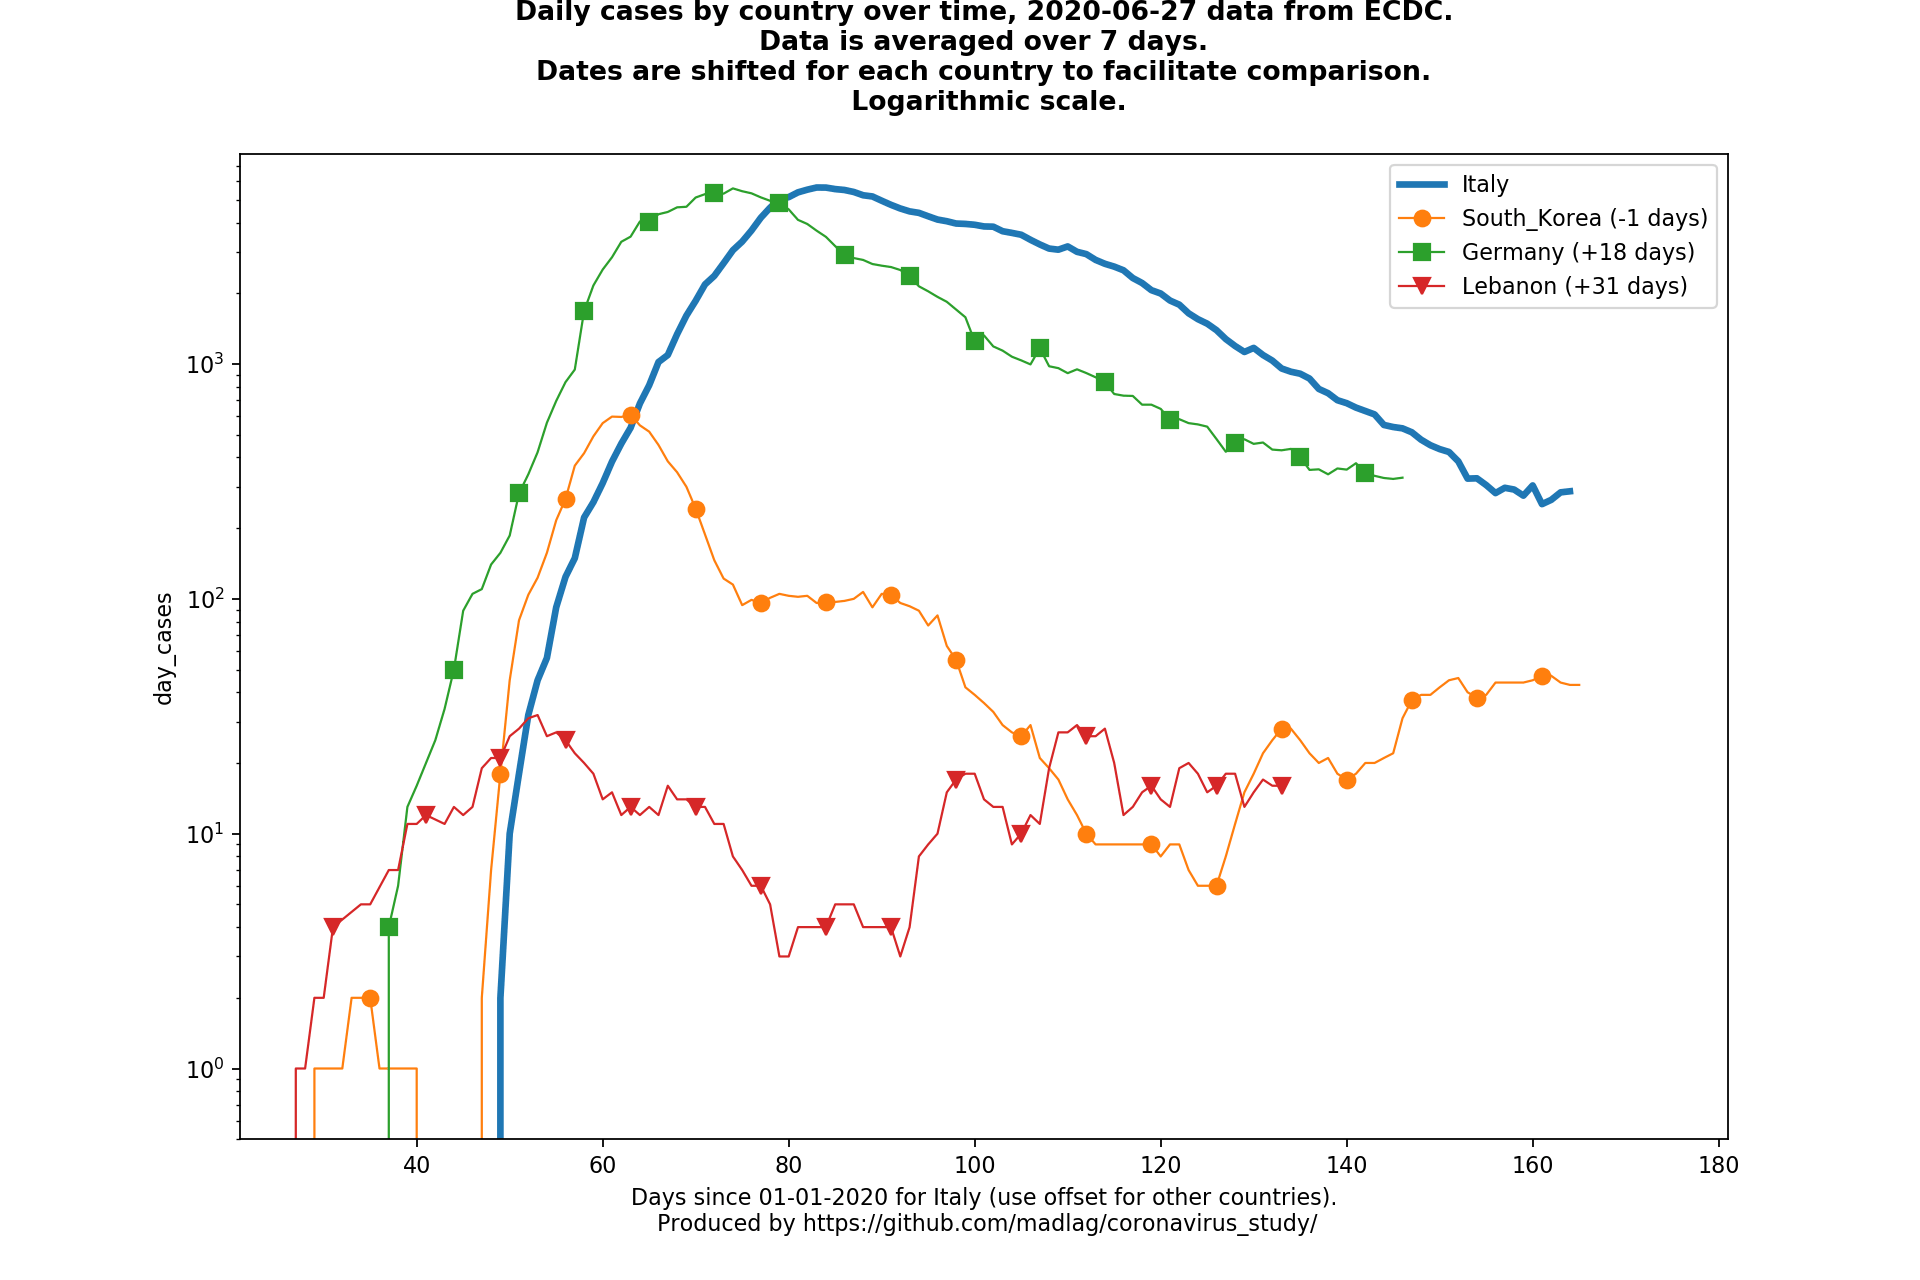 Daily cases by country over time, 2020-06-27 data from ECDC.
Data is averaged over 7 days.
Dates are shifted for each country to facilitate comparison.
Logarithmic scale.
Italy
South_Korea (-1 days)
Germany (+18 days)
Lebanon (+31 days)
day_cases
10³
10²
10¹
10⁰
40 60 80 100 120 140 160 180
Days since 01-01-2020 for Italy (use offset for other countries).
Produced by https://github.com/madlag/coronavirus_study/